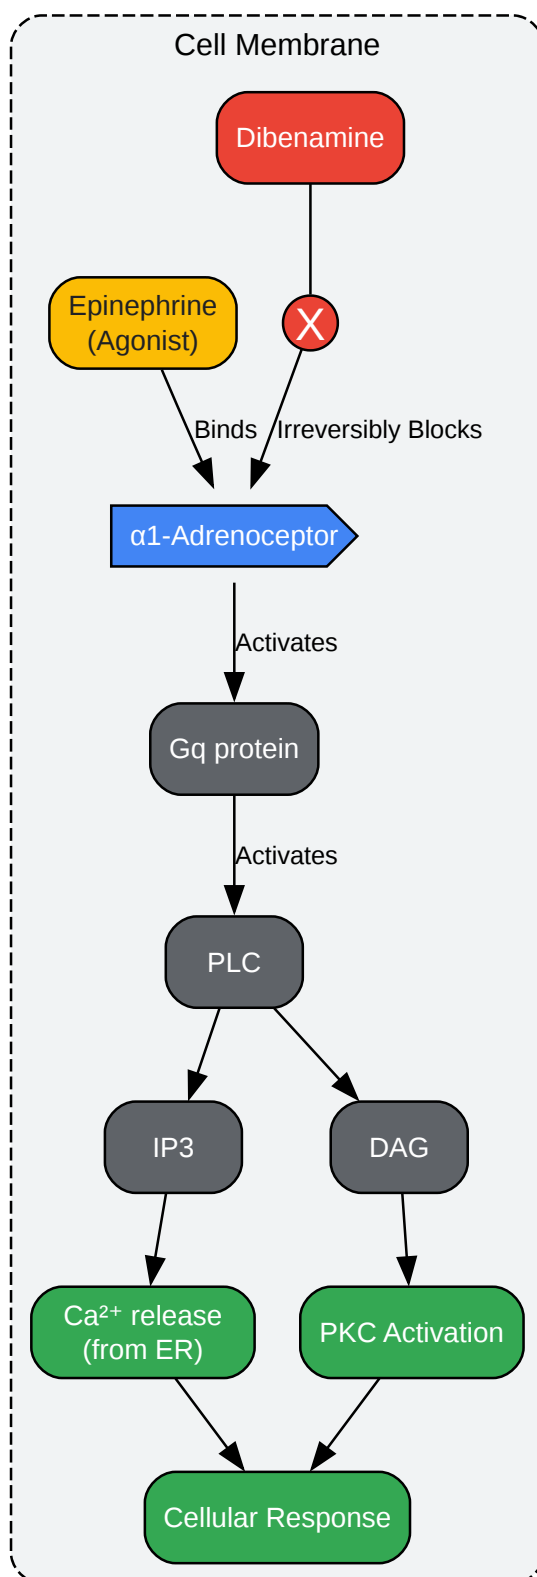 Cell Membrane
Dibenamine
Epinephrine
(Agonist)
X
Binds
Irreversibly Blocks
α1-Adrenoceptor
Activates
Gq protein
Activates
PLC
IP3
DAG
Ca²⁺ release
(from ER)
PKC Activation
Cellular Response